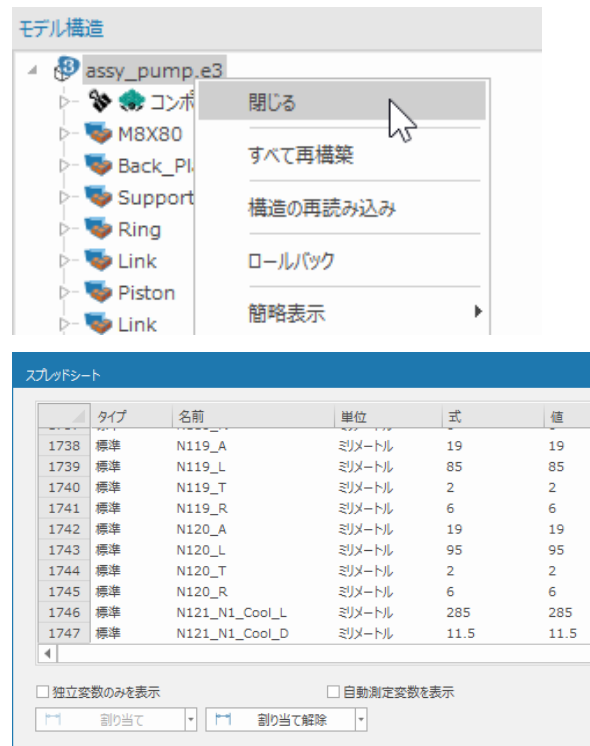 モデル構造
assy_pump.e3
コンポ
閉じる
M8X80
すべて再構築
Back_Pl
Support
構造の再読み込み
Ring
Link
ロールバック
Piston
簡略表示
Link
スプレッドシート
タイプ 名前 単位 式 値
1738 標準 N119_A ミリメートル 19 19
1739 標準 N119_L ミリメートル 85 85
1740 標準 N119_T ミリメートル 2 2
1741 標準 N119_R ミリメートル 6 6
1742 標準 N120_A ミリメートル 19 19
1743 標準 N120_L ミリメートル 95 95
1744 標準 N120_T ミリメートル 2 2
1745 標準 N120_R ミリメートル 6 6
1746 標準 N121_N1_Cool_L ミリメートル 285 285
1747 標準 N121_N1_Cool_D ミリメートル 11.5 11.5
独立変数のみを表示 自動測定変数を表示
割り当て 割り当て解除